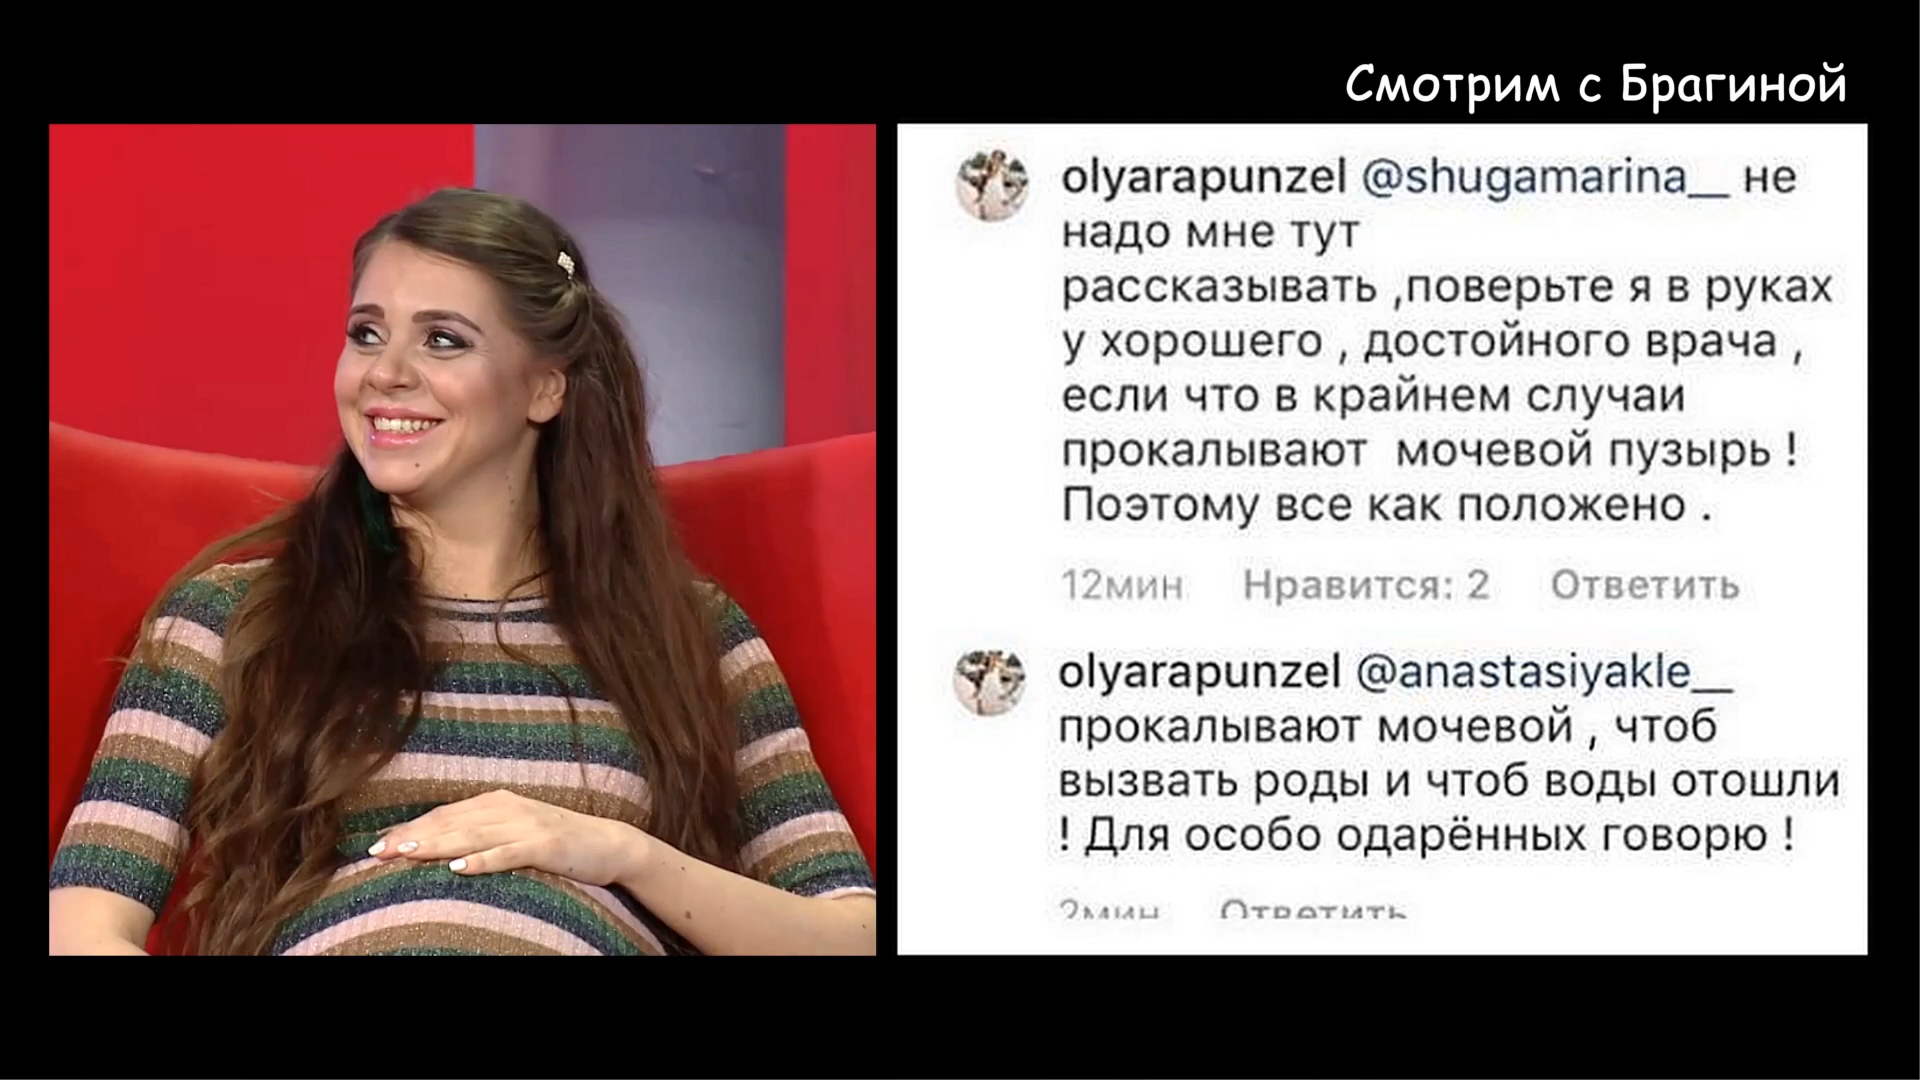 Смотрим с Брагиной
olyarapunzel @shugamarina__ не
надо мне тут
рассказывать ,поверьте я в руках
у хорошего , достойного врача ,
если что в крайнем случаи
прокалывают мочевой пузырь !
Поэтому все как положено .
12мин Нравится: 2 Ответить
olyarapunzel @anastasiyakle__
прокалывают мочевой , чтоб
вызвать роды и чтоб воды отошли
! Для особо одарённых говорю !
2мин Ответить